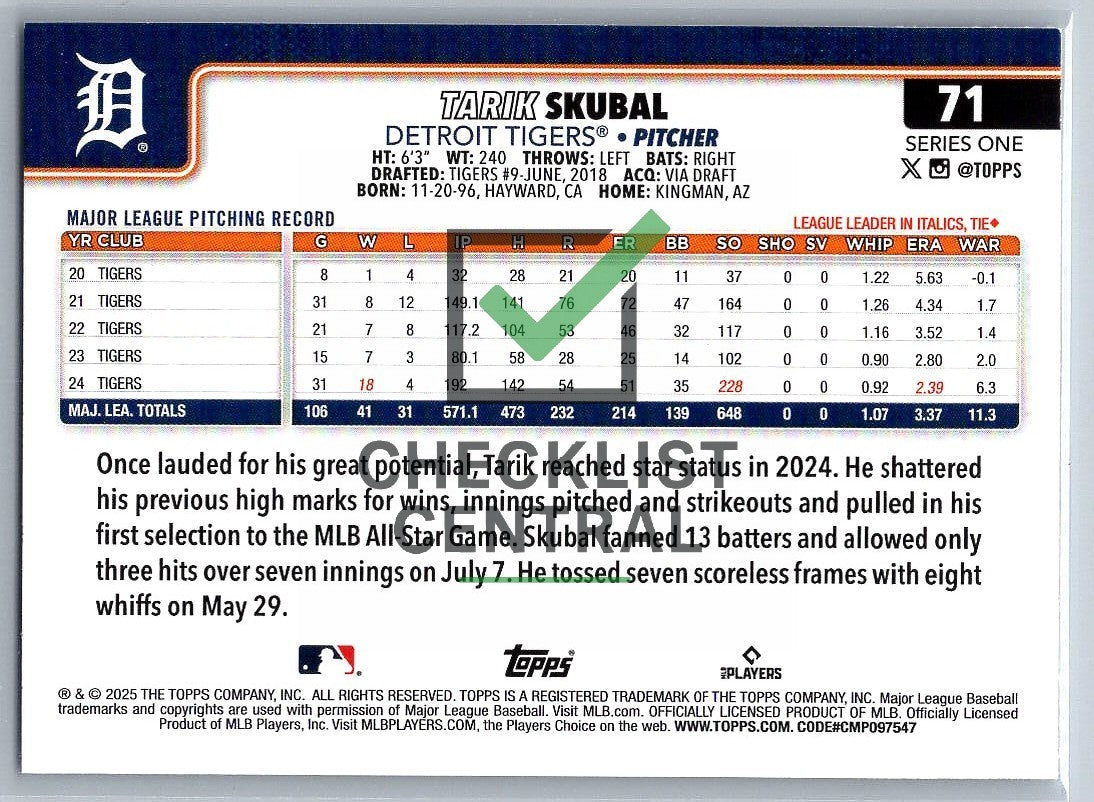 D®
71
TARIK SKUBAL
DETROIT TIGERS® • PITCHER
SERIES ONE
@TOPPS
HT: 6'3" WT: 240 THROWS: LEFT BATS: RIGHT
DRAFTED: TIGERS #9-JUNE, 2018 ACQ: VIA DRAFT
BORN: 11-20-96, HAYWARD, CA HOME: KINGMAN, AZ
MAJOR LEAGUE PITCHING RECORD LEAGUE LEADER IN ITALICS, TIE♦
YR CLUB G W L IP H R ER BB SO SHO SV WHIP ERA WAR
20 TIGERS 8 1 4 32 28 21 20 11 37 0 0 1.22 5.63 -0.1
21 TIGERS 31 8 12 149.1 141 76 72 47 164 0 0 1.26 4.34 1.7
22 TIGERS 21 7 8 117.2 104 53 46 32 117 0 0 1.16 3.52 1.4
23 TIGERS 15 7 3 80.1 58 28 25 14 102 0 0 0.90 2.80 2.0
24 TIGERS 31 18 4 192 142 54 51 35 228 0 0 0.92 2.39 6.3
MAJ. LEA. TOTALS 106 41 31 571.1 473 232 214 139 648 0 0 1.07 3.37 11.3
CHECKLIST
CENTRAL
Once lauded for his great potential, Tarik reached star status in 2024. He shattered
his previous high marks for wins, innings pitched and strikeouts and pulled in his
first selection to the MLB All-Star Game. Skubal fanned 13 batters and allowed only
three hits over seven innings on July 7. He tossed seven scoreless frames with eight
whiffs on May 29.
topps® MLB PLAYERS
® & © 2025 THE TOPPS COMPANY, INC. ALL RIGHTS RESERVED. TOPPS IS A REGISTERED TRADEMARK OF THE TOPPS COMPANY, INC. Major League Baseball
trademarks and copyrights are used with permission of Major League Baseball. Visit MLB.com. OFFICIALLY LICENSED PRODUCT OF MLB. Officially Licensed
Product of MLB Players, Inc. Visit MLBPLAYERS.COM, the Players Choice on the web. WWW.TOPPS.COM. CODE#CMP097547